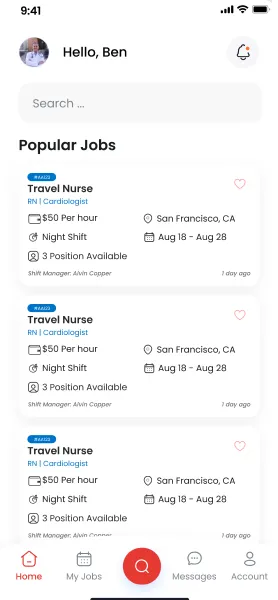 9:41
Hello, Ben
Search ...
Popular Jobs
Travel Nurse
RN | Cardiologist
$50 Per hour
San Francisco, CA
Night Shift
Aug 18 - Aug 28
3 Position Available
Shift Manager: Alvin Copper
1 day ago
Travel Nurse
RN | Cardiologist
$50 Per hour
San Francisco, CA
Night Shift
Aug 18 - Aug 28
3 Position Available
Shift Manager: Alvin Copper
1 day ago
Travel Nurse
RN | Cardiologist
$50 Per hour
San Francisco, CA
Night Shift
Aug 18 - Aug 28
3 Position Available
Shift Manager: Alvin Copper
1 day ago
Home
My Jobs
Messages
Account